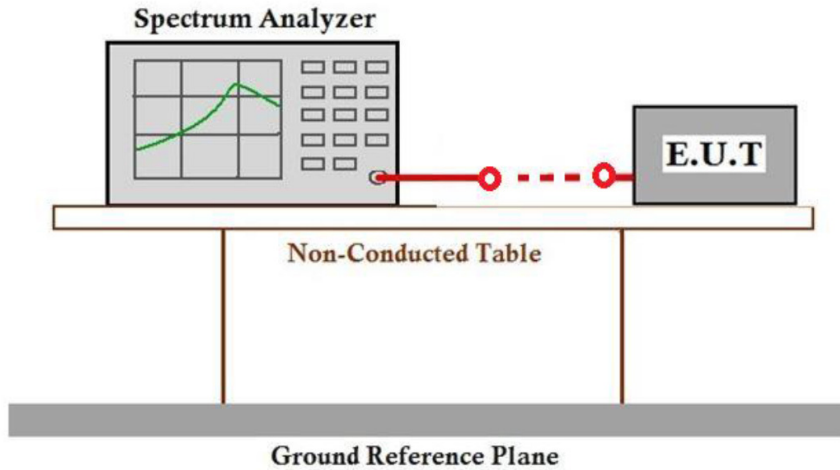 Spectrum Analyzer
E.U.T
Non-Conducted Table
Ground Reference Plane